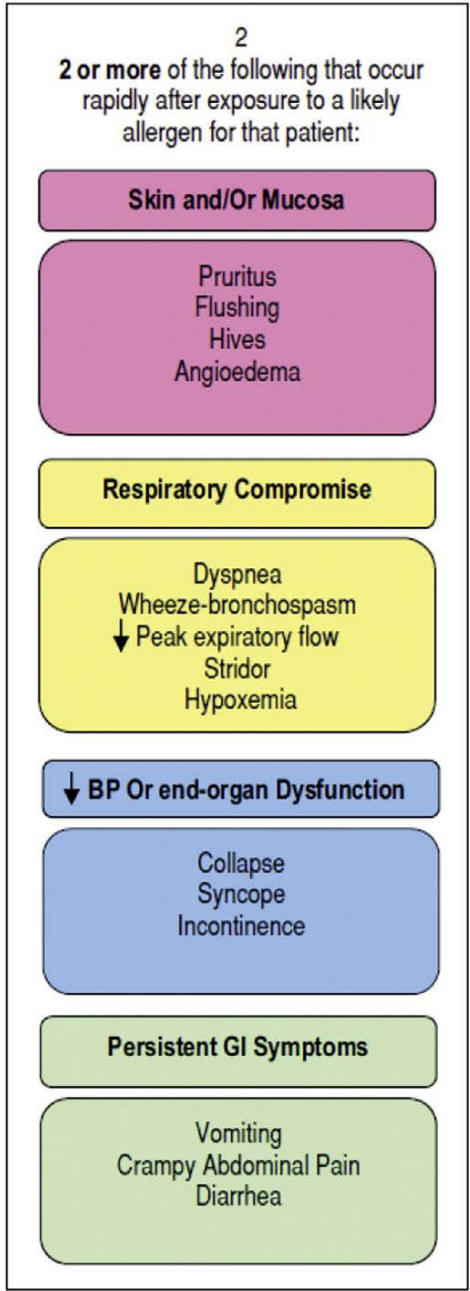 2
2 or more of the following that occur
rapidly after exposure to a likely
allergen for that patient:
Skin and/Or Mucosa
Pruritus
Flushing
Hives
Angioedema
Respiratory Compromise
Dyspnea
Wheeze-bronchospasm
↓ Peak expiratory flow
Stridor
Hypoxemia
↓ BP Or end-organ Dysfunction
Collapse
Syncope
Incontinence
Persistent GI Symptoms
Vomiting
Crampy Abdominal Pain
Diarrhea